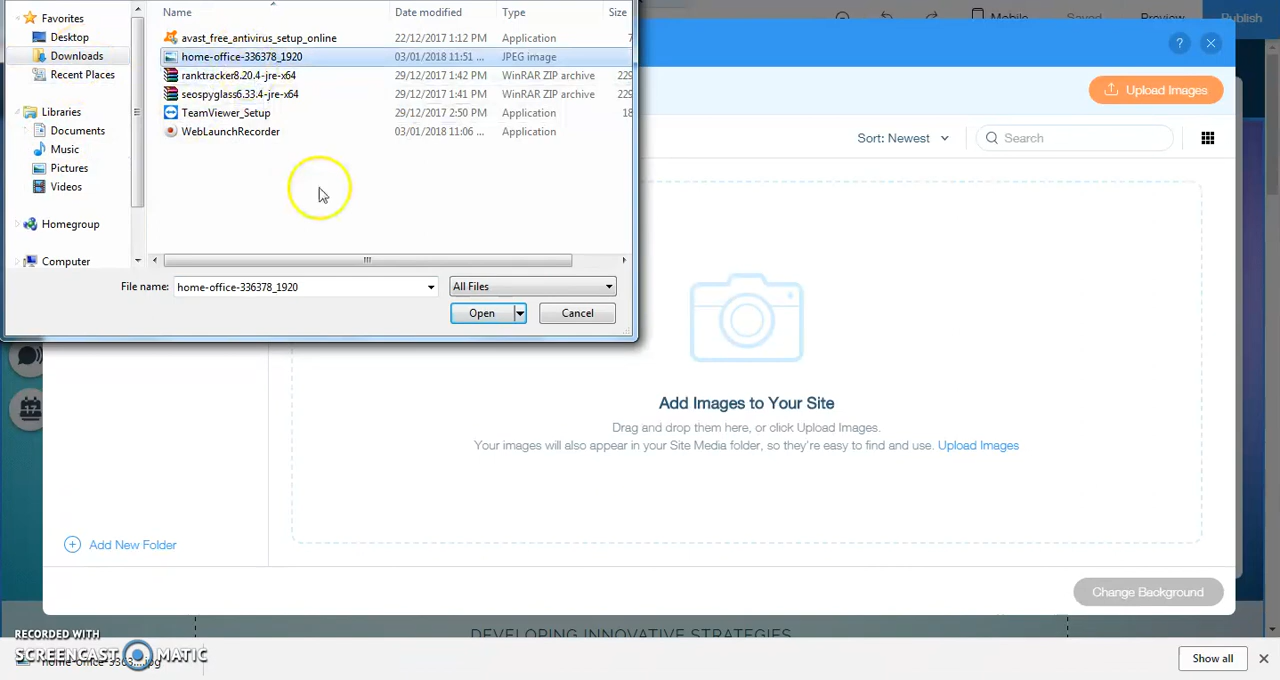 Favorites
Desktop
Downloads
Recent Places
Libraries
Documents
Music
Pictures
Videos
Homegroup
Computer
Name Date modified Type Size
avast_free_antivirus_setup_online 22/12/2017 1:12 PM Application 7
home-office-336378_1920 03/01/2018 11:51 ... JPEG image
ranktracker8.20.4-jre-x64 29/12/2017 1:42 PM WinRAR ZIP archive 229
seospyglass6.33.4-jre-x64 29/12/2017 1:41 PM WinRAR ZIP archive 229
TeamViewer_Setup 29/12/2017 2:50 PM Application 18
WebLaunchRecorder 03/01/2018 11:06 ... Application
File name: home-office-336378_1920 All Files
Open Cancel
Mobile Saved Preview Publish
?
Upload Images
Sort: Newest Search
17
Add Images to Your Site
Drag and drop them here, or click Upload Images.
Your images will also appear in your Site Media folder, so they're easy to find and use. Upload Images
Add New Folder
Change Background
DEVELOPING INNOVATIVE STRATEGIES
RECORDED WITH
SCREENCAST MATIC
Show all